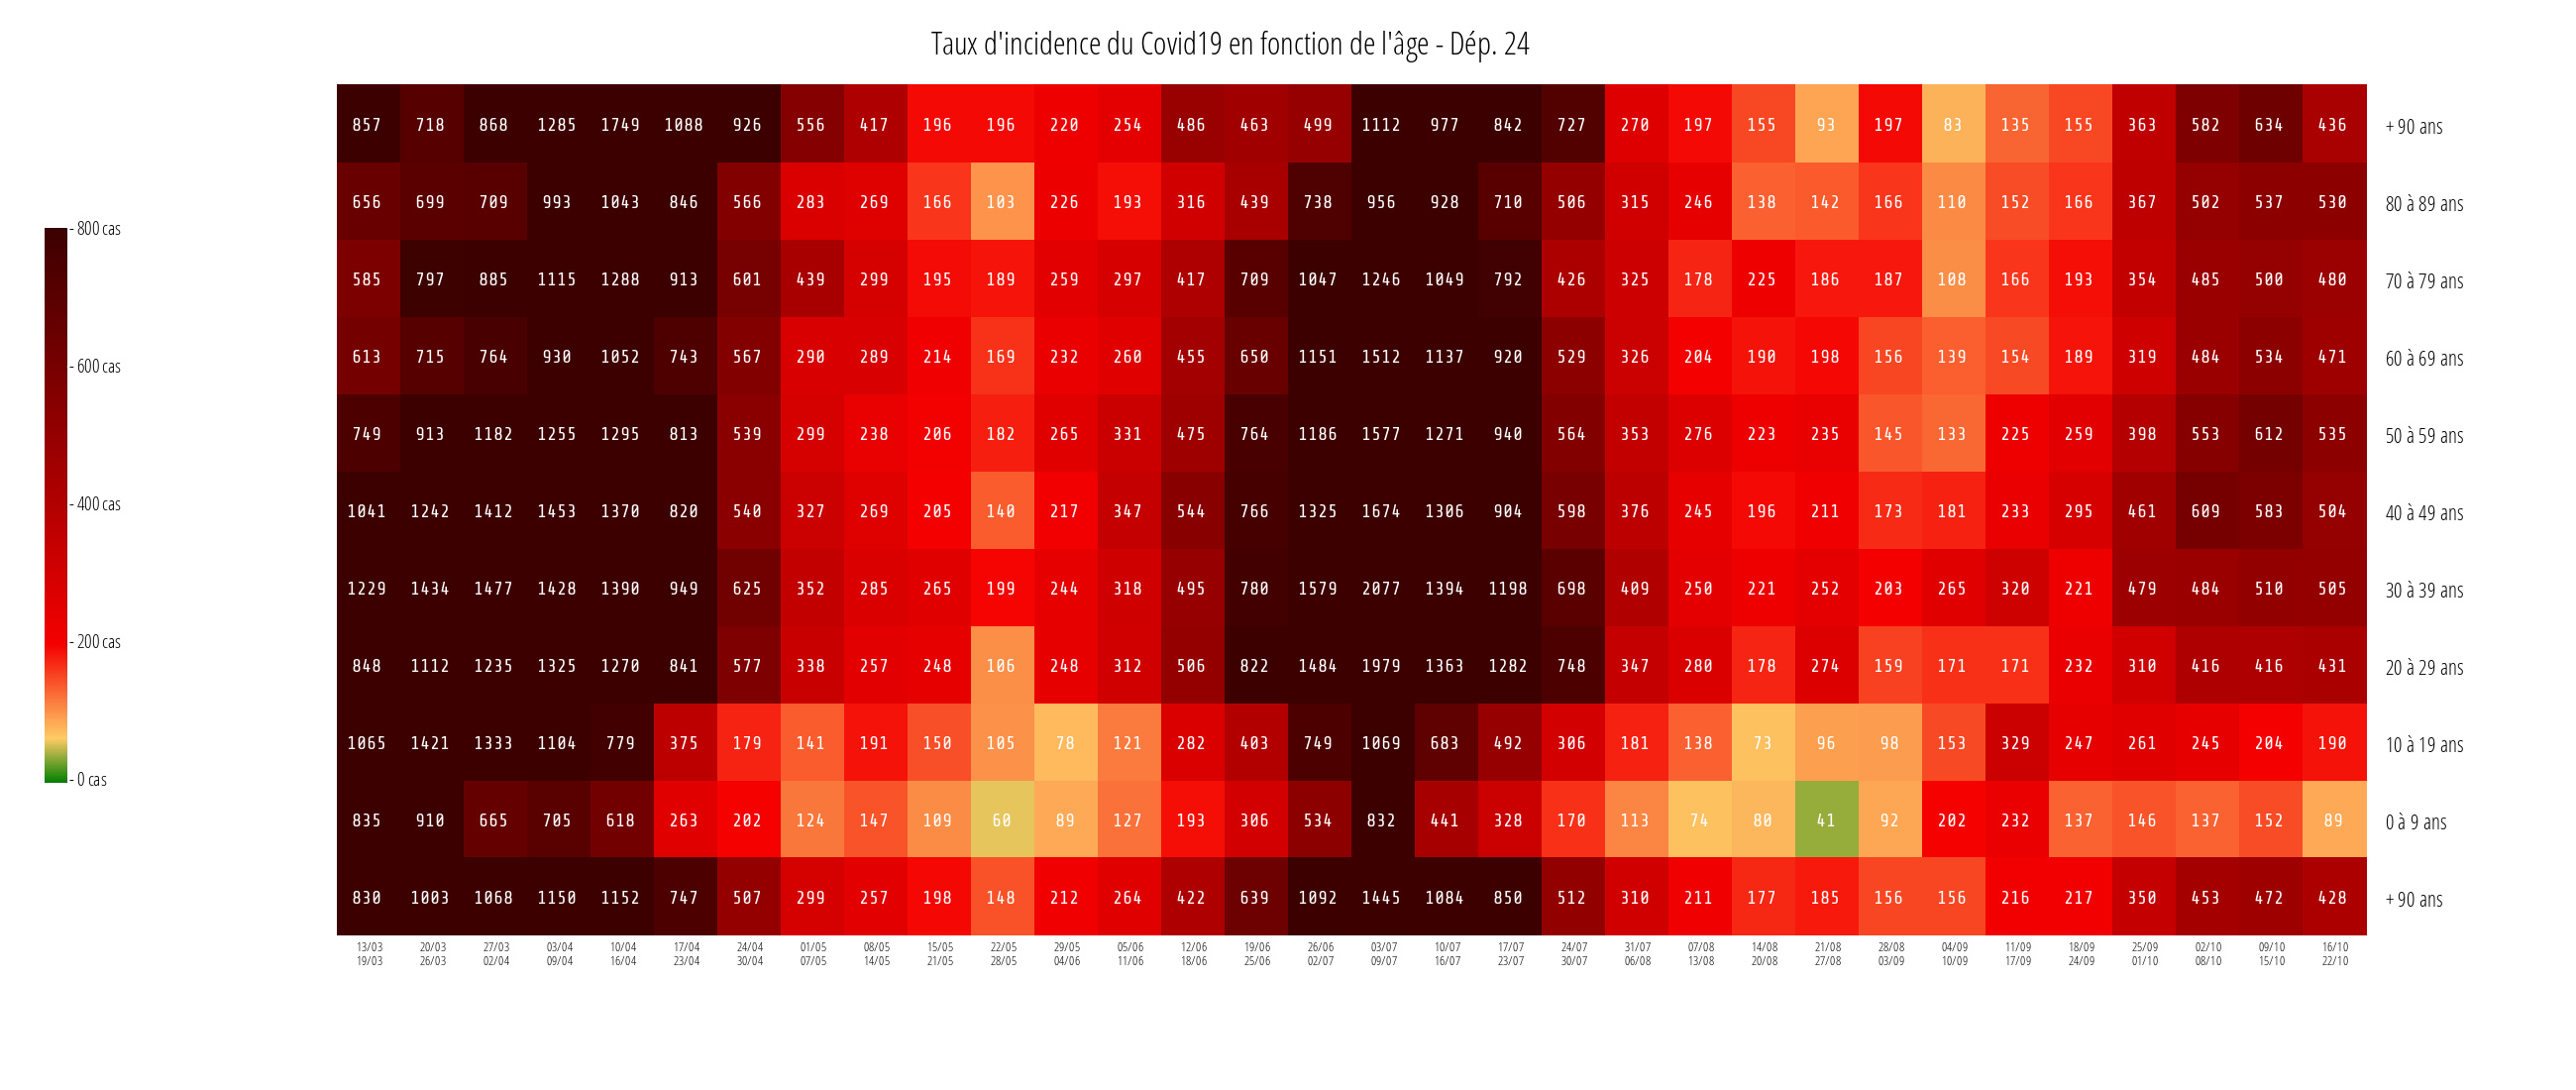 Taux d'incidence du Covid19 en fonction de l'âge - Dép. 24
857 718 868 1285 1749 1088 926 556 417 196 196 220 254 486 463 499 1112 977 842 727 270 197 155 93 197 83 135 155 363 582 634 436 + 90 ans
656 699 709 993 1043 846 566 283 269 166 103 226 193 316 439 738 956 928 710 506 315 246 138 142 166 110 152 166 367 502 537 530 80 à 89 ans
585 797 885 1115 1288 913 601 439 299 195 189 259 297 417 709 1047 1246 1049 792 426 325 178 225 186 187 108 166 193 354 485 500 480 70 à 79 ans
613 715 764 930 1052 743 567 290 289 214 169 232 260 455 650 1151 1512 1137 920 529 326 204 190 198 156 139 154 189 319 484 534 471 60 à 69 ans
749 913 1182 1255 1295 813 539 299 238 206 182 265 331 475 764 1186 1577 1271 940 564 353 276 223 235 145 133 225 259 398 553 612 535 50 à 59 ans
1041 1242 1412 1453 1370 820 540 327 269 205 140 217 347 544 766 1325 1674 1306 904 598 376 245 196 211 173 181 233 295 461 609 583 504 40 à 49 ans
1229 1434 1477 1428 1390 949 625 352 285 265 199 244 318 495 780 1579 2077 1394 1198 698 409 250 221 252 203 265 320 221 479 484 510 505 30 à 39 ans
848 1112 1235 1325 1270 841 577 338 257 248 106 248 312 506 822 1484 1979 1363 1282 748 347 280 178 274 159 171 171 232 310 416 416 431 20 à 29 ans
1065 1421 1333 1104 779 375 179 141 191 150 105 78 121 282 403 749 1069 683 492 306 181 138 73 96 98 153 329 247 261 245 204 190 10 à 19 ans
835 910 665 705 618 263 202 124 147 109 60 89 127 193 306 534 832 441 328 170 113 74 80 41 92 202 232 137 146 137 152 89 0 à 9 ans
830 1003 1068 1150 1152 747 507 299 257 198 148 212 264 422 639 1092 1445 1084 850 512 310 211 177 185 156 156 216 217 350 453 472 428 + 90 ans
13/03 20/03 27/03 03/04 10/04 17/04 24/04 01/05 08/05 15/05 22/05 29/05 05/06 12/06 19/06 26/06 03/07 10/07 17/07 24/07 31/07 07/08 14/08 21/08 28/08 04/09 11/09 18/09 25/09 02/10 09/10 16/10
19/03 26/03 02/04 09/04 16/04 23/04 30/04 07/05 14/05 21/05 28/05 04/06 11/06 18/06 25/06 02/07 09/07 16/07 23/07 30/07 06/08 13/08 20/08 27/08 03/09 10/09 17/09 24/09 01/10 08/10 15/10 22/10
- 800 cas
- 600 cas
- 400 cas
- 200 cas
- 0 cas